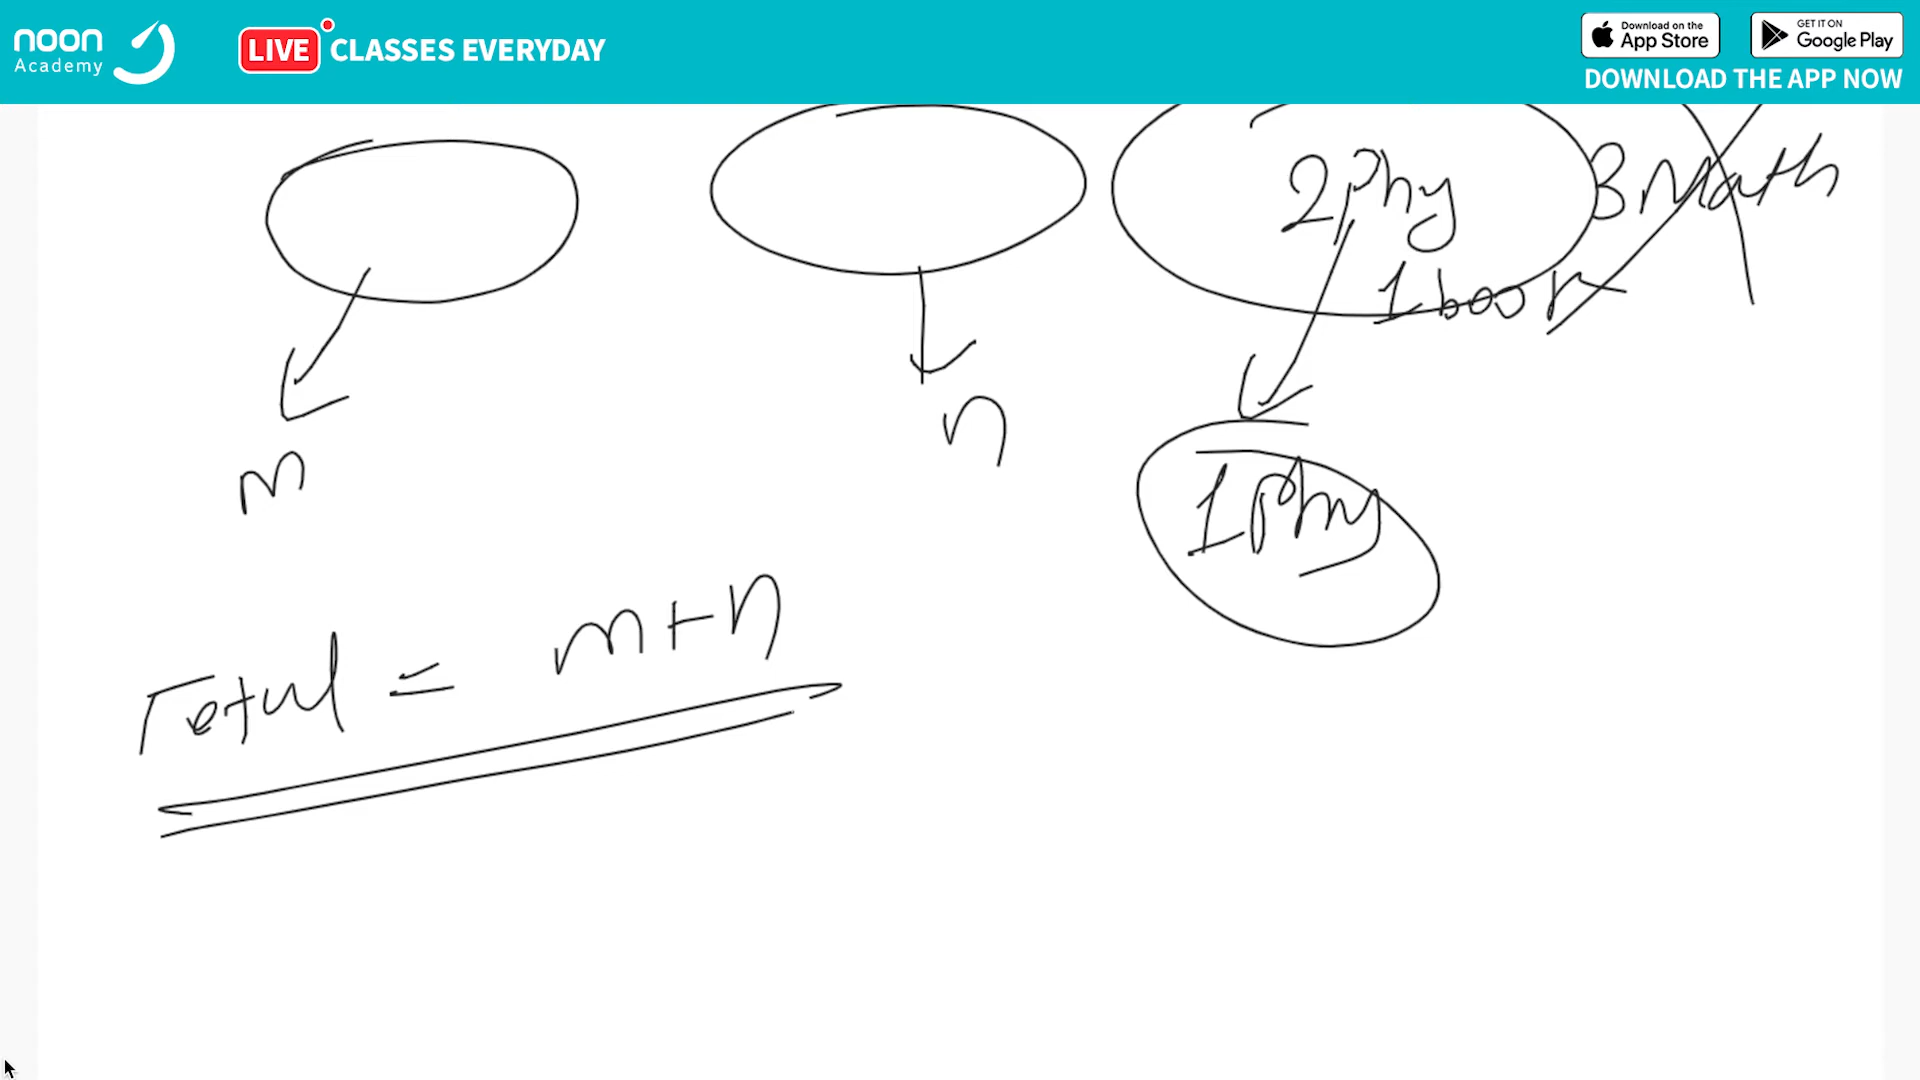 noon
Academy
LIVE CLASSES EVERYDAY
Download on the
App Store
GET IT ON
Google Play
DOWNLOAD THE APP NOW
2 Phy 3 Math
1 book
m
n
1 Phy
Total = m+n